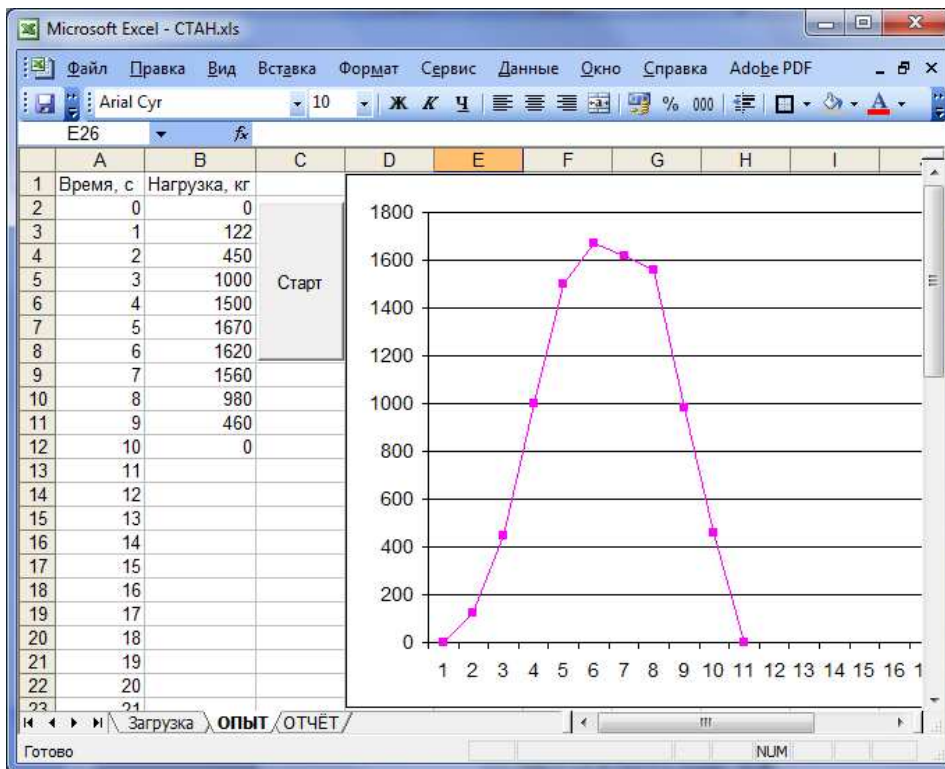 Microsoft Excel - СТАН.xls
Файл Правка Вид Вставка Формат Сервис Данные Окно Справка Adobe PDF
Arial Cyr 10 Ж К Ч % 000 A
E26 fx
A B C D E F G H I
1 Время, с Нагрузка, кг
2 0 0
3 1 122
4 2 450
5 3 1000
6 4 1500
7 5 1670
8 6 1620
9 7 1560
10 8 980
11 9 460
12 10 0
13 11
14 12
15 13
16 14
17 15
18 16
19 17
20 18
21 19
22 20
23 21
Старт
1800
1600
1400
1200
1000
800
600
400
200
0
1 2 3 4 5 6 7 8 9 10 11 12 13 14 15 16 1
Загрузка ОПЫТ ОТЧЁТ
Готово NUM